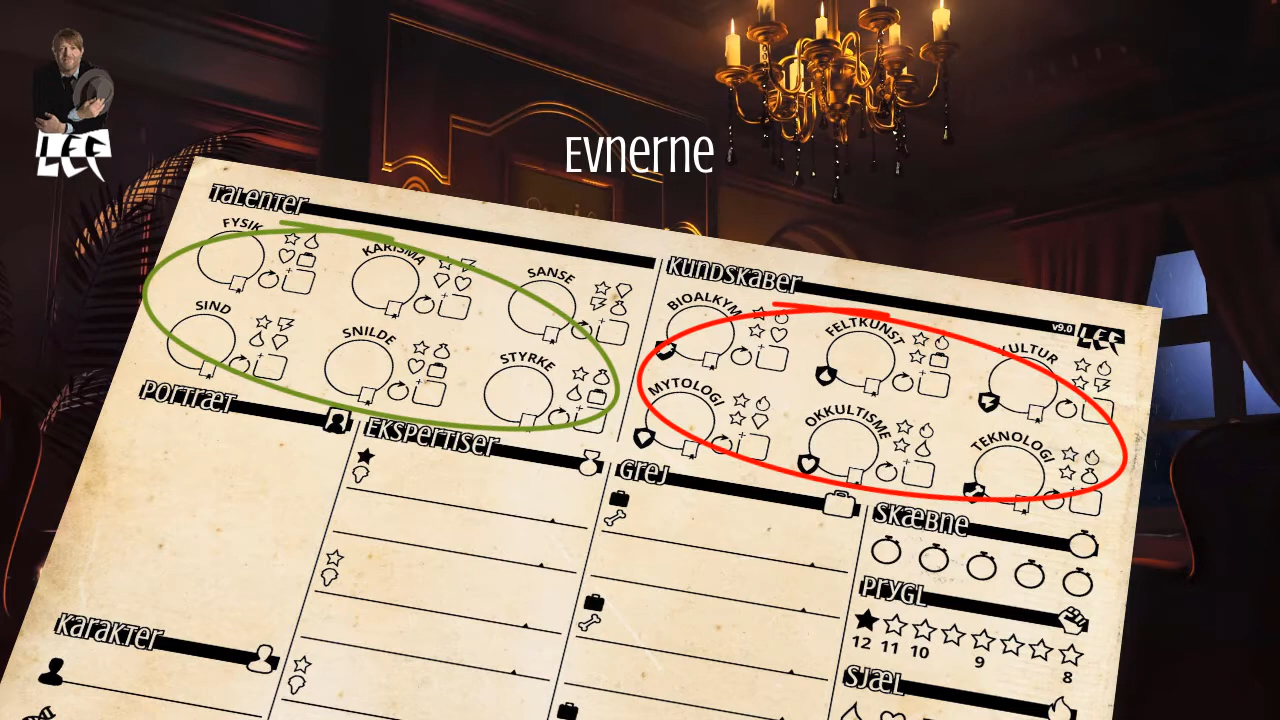 LEG
Evnerne
Talenter
FYSIK
KARISMA
SANSE
SIND
SNILDE
STYRKE
Kundskaber
v9.0 LEG
BIOALKYMI
FELTKUNST
KULTUR
MYTOLOGI
OKKULTISME
TEKNOLOGI
Portræt
Ekspertiser
Grej
Skæbne
Prygl
12 11 10 9 8
Karakter
Sjæl